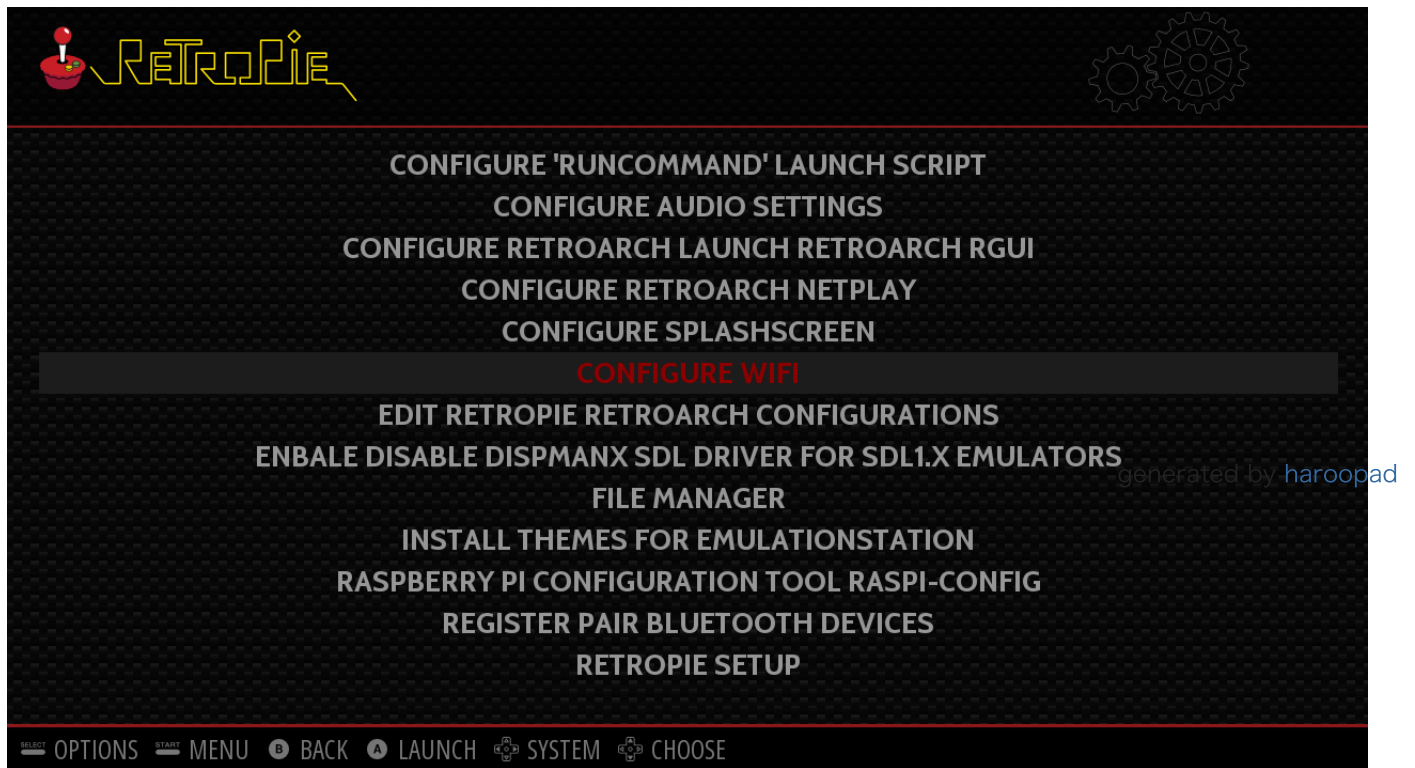 RETROPIE
CONFIGURE 'RUNCOMMAND' LAUNCH SCRIPT
CONFIGURE AUDIO SETTINGS
CONFIGURE RETROARCH LAUNCH RETROARCH RGUI
CONFIGURE RETROARCH NETPLAY
CONFIGURE SPLASHSCREEN
CONFIGURE WIFI
EDIT RETROPIE RETROARCH CONFIGURATIONS
ENBALE DISABLE DISPMANX SDL DRIVER FOR SDL1.X EMULATORS
generated by haroopad
FILE MANAGER
INSTALL THEMES FOR EMULATIONSTATION
RASPBERRY PI CONFIGURATION TOOL RASPI-CONFIG
REGISTER PAIR BLUETOOTH DEVICES
RETROPIE SETUP
SELECT OPTIONS START MENU B BACK A LAUNCH SYSTEM CHOOSE